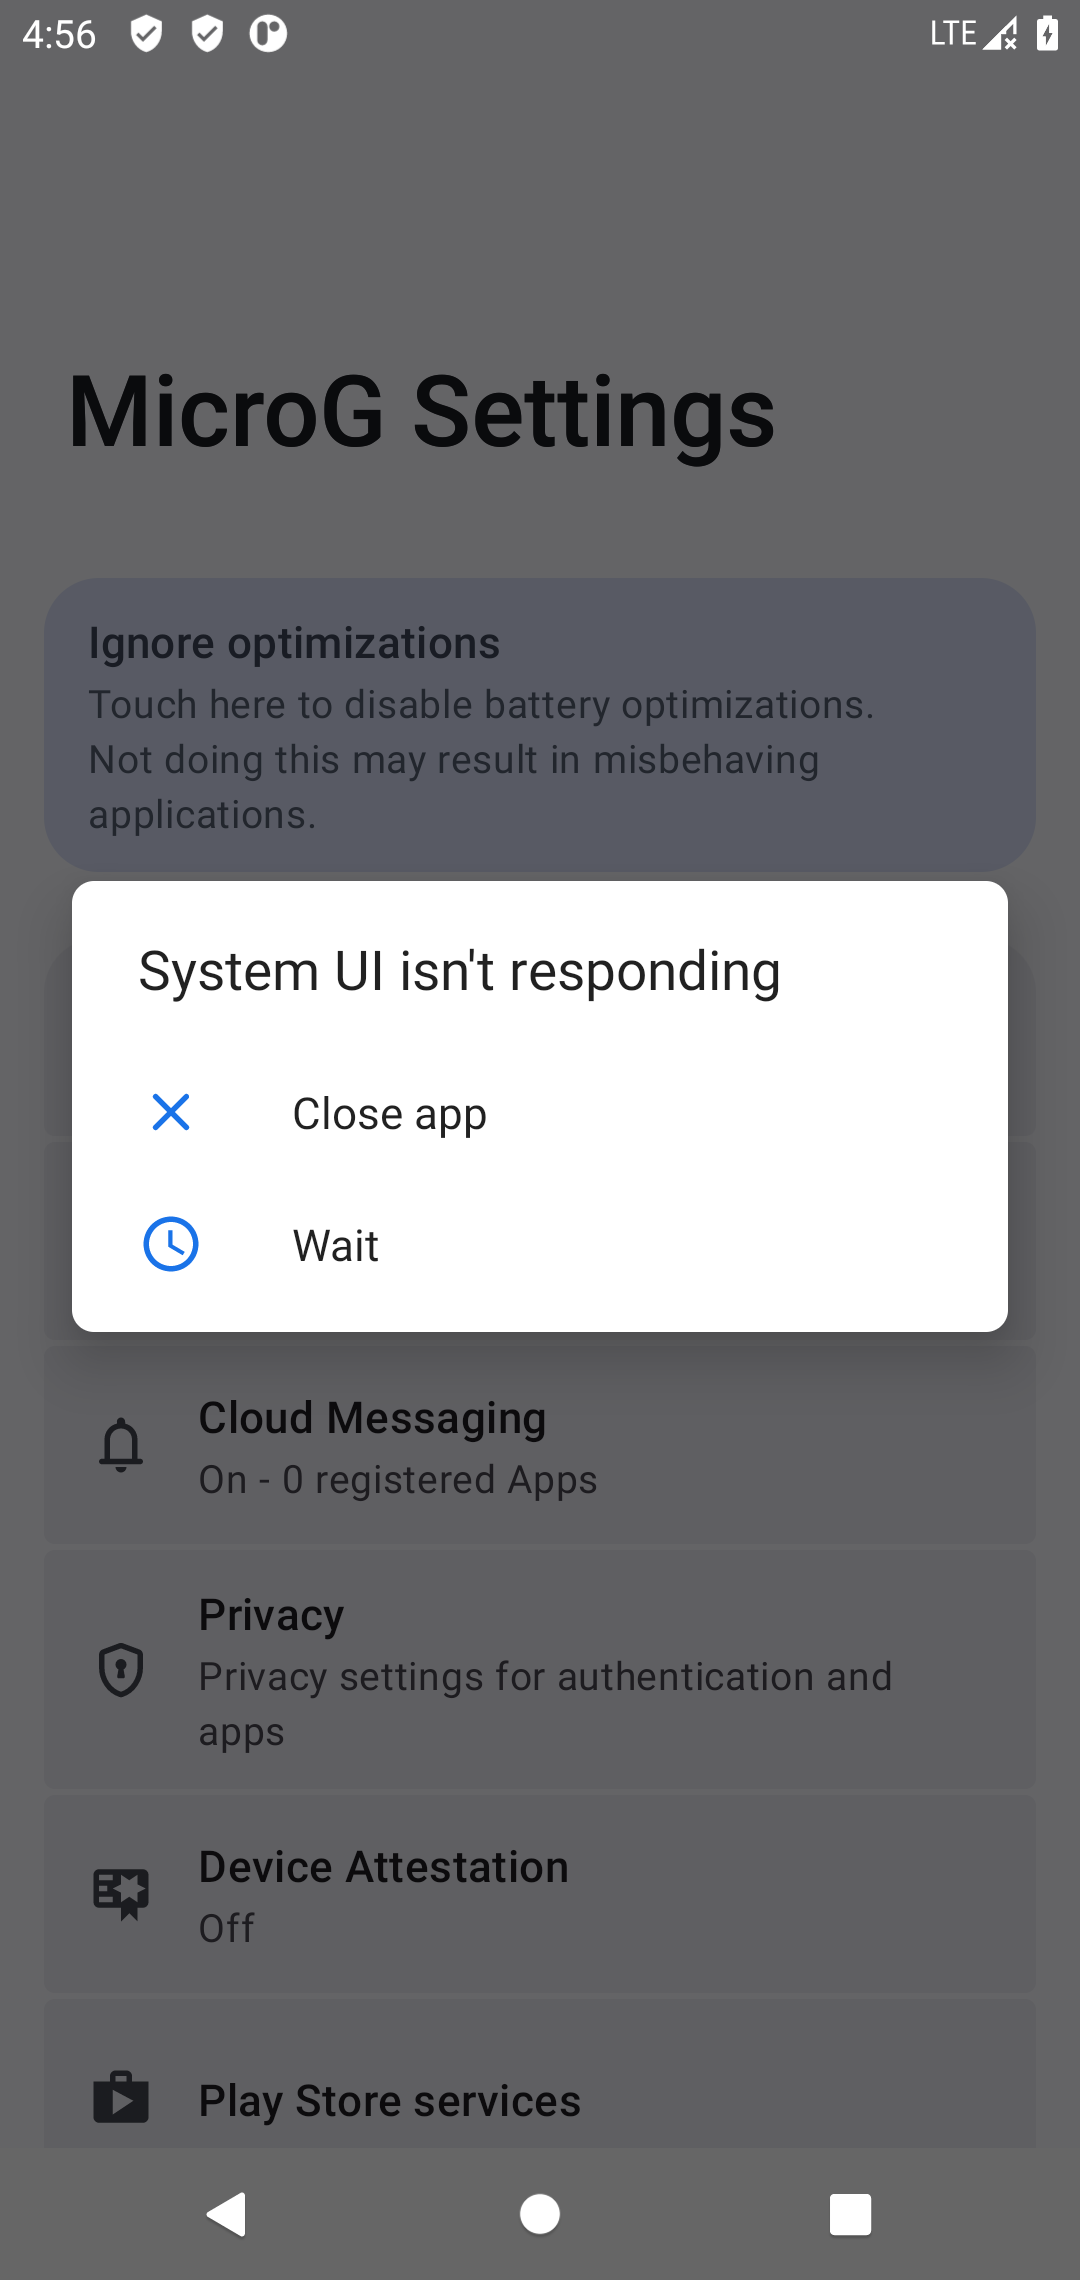 4:56
LTE
MicroG Settings
Ignore optimizations
Touch here to disable battery optimizations.
Not doing this may result in misbehaving
applications.
System UI isn't responding
Close app
Wait
Cloud Messaging
On - 0 registered Apps
Privacy
Privacy settings for authentication and
apps
Device Attestation
Off
Play Store services